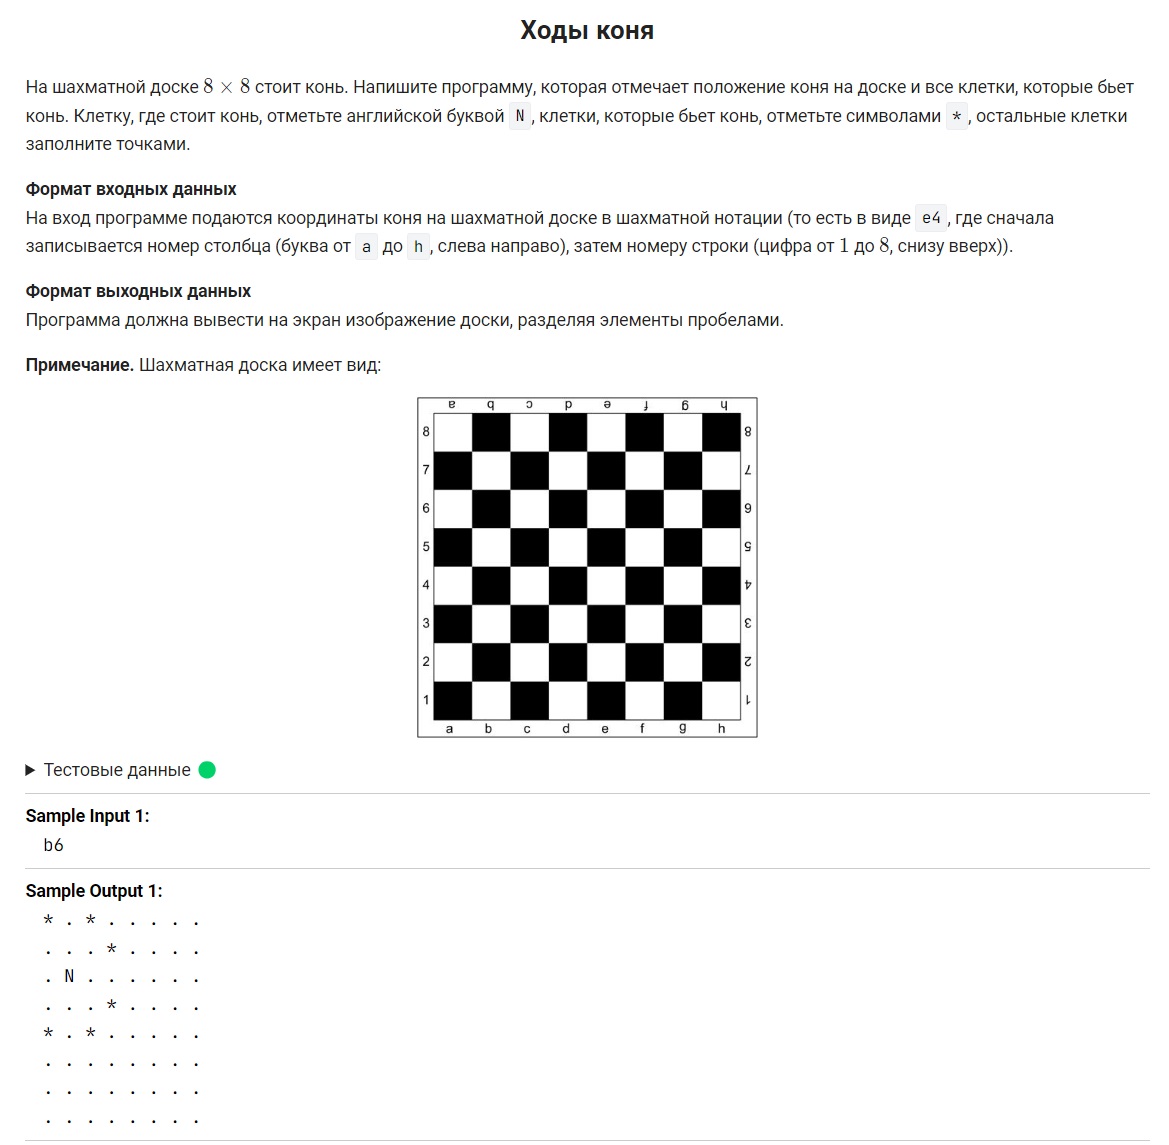 Ходы коня
На шахматной доске 8 × 8 стоит конь. Напишите программу, которая отмечает положение коня на доске и все клетки, которые бьет
конь. Клетку, где стоит конь, отметьте английской буквой N, клетки, которые бьет конь, отметьте символами *, остальные клетки
заполните точками.
Формат входных данных
На вход программе подаются координаты коня на шахматной доске в шахматной нотации (то есть в виде e4, где сначала
записывается номер столбца (буква от a до h, слева направо), затем номеру строки (цифра от 1 до 8, снизу вверх)).
Формат выходных данных
Программа должна вывести на экран изображение доски, разделяя элементы пробелами.
Примечание. Шахматная доска имеет вид:
a b c d e f g h
8 8
7 7
6 6
5 5
4 4
3 3
2 2
1 1
a b c d e f g h
Тестовые данные
Sample Input 1:
b6
Sample Output 1:
* . * . . . . .
. . . * . . . .
. N . . . . . .
. . . * . . . .
* . * . . . . .
. . . . . . . .
. . . . . . . .
. . . . . . . .